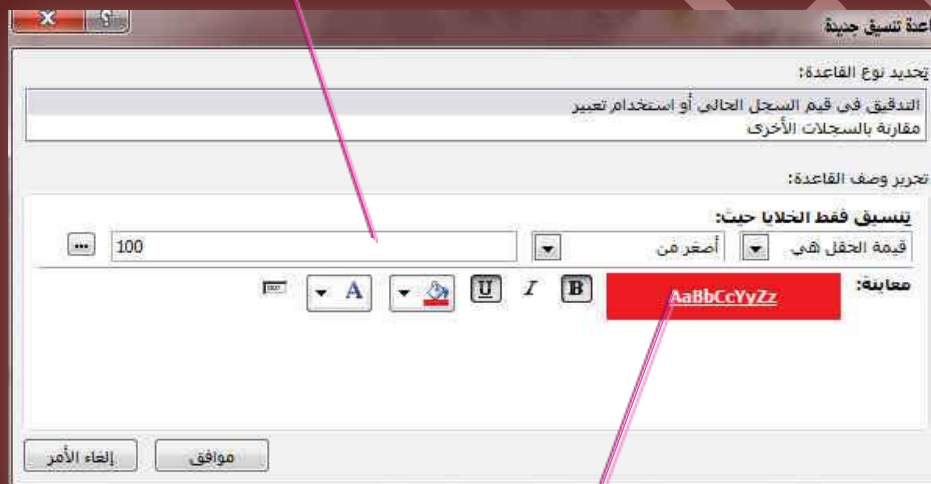 اعدة تنسيق جديدة
تحديد نوع القاعدة:
التدقيق في قيم السجل الحالي أو استخدام تعبير
مقارنة بالسجلات الأخرى
تحرير وصف القاعدة:
تنسيق فقط الخلايا حيث:
قيمة الحقل هي أصغر من 100 ...
معاينة: AaBbCcYyZz B I U A
موافق إلغاء الأمر